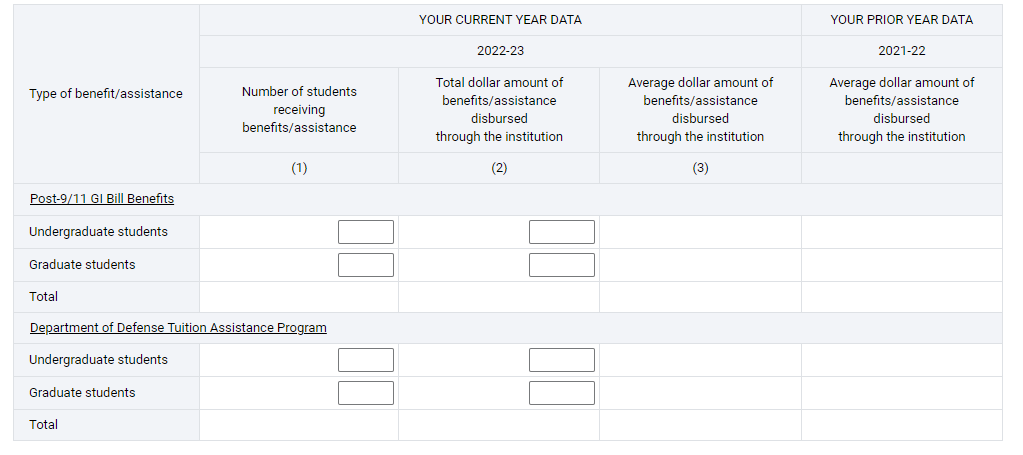 YOUR CURRENT YEAR DATA
YOUR PRIOR YEAR DATA
2022-23
2021-22
Type of benefit/assistance
Number of students
receiving
benefits/assistance
Total dollar amount of
benefits/assistance
disbursed
through the institution
Average dollar amount of
benefits/assistance
disbursed
through the institution
Average dollar amount of
benefits/assistance
disbursed
through the institution
(1)
(2)
(3)
Post-9/11 GI Bill Benefits
Undergraduate students
Graduate students
Total
Department of Defense Tuition Assistance Program
Undergraduate students
Graduate students
Total